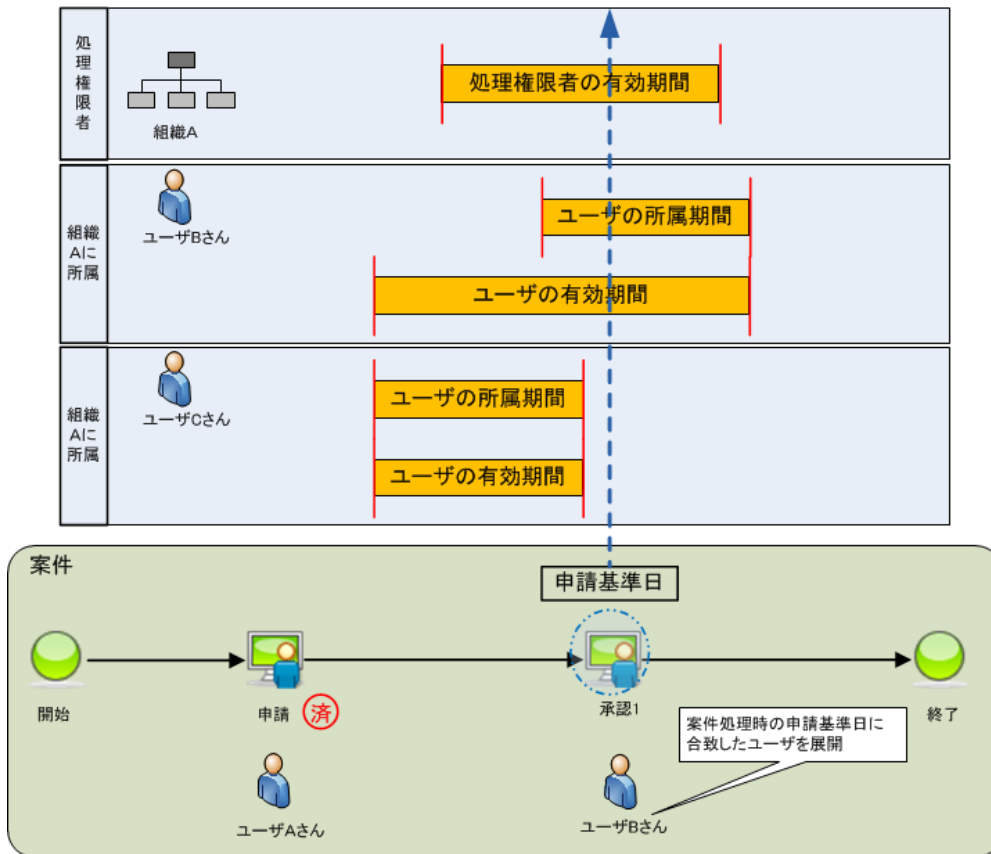 処理権限者
組織A
処理権限者の有効期間
組織
Aに
所属
ユーザBさん
ユーザの所属期間
ユーザの有効期間
組織
Aに
所属
ユーザCさん
ユーザの所属期間
ユーザの有効期間
案件
申請基準日
開始
申請
済
承認1
終了
案件処理時の申請基準日に
合致したユーザを展開
ユーザAさん
ユーザBさん